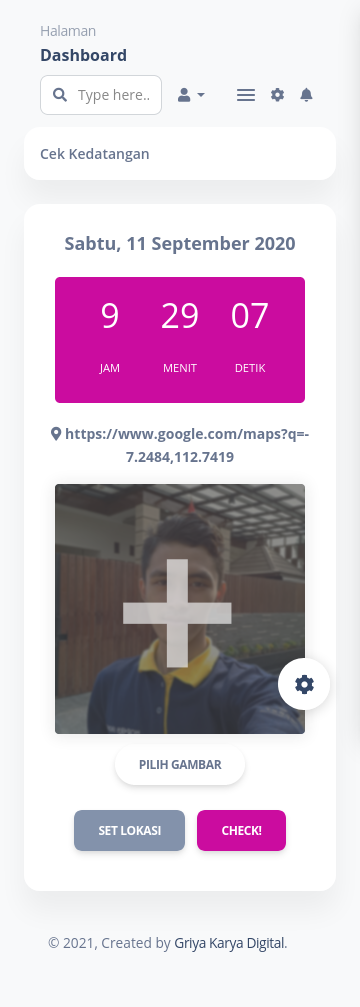 Halaman
Dashboard
Type here..
Cek Kedatangan
Sabtu, 11 September 2020
9 29 07
JAM MENIT DETIK
https://www.google.com/maps?q=-
7.2484,112.7419
PILIH GAMBAR
SET LOKASI CHECK!
© 2021, Created by Griya Karya Digital.